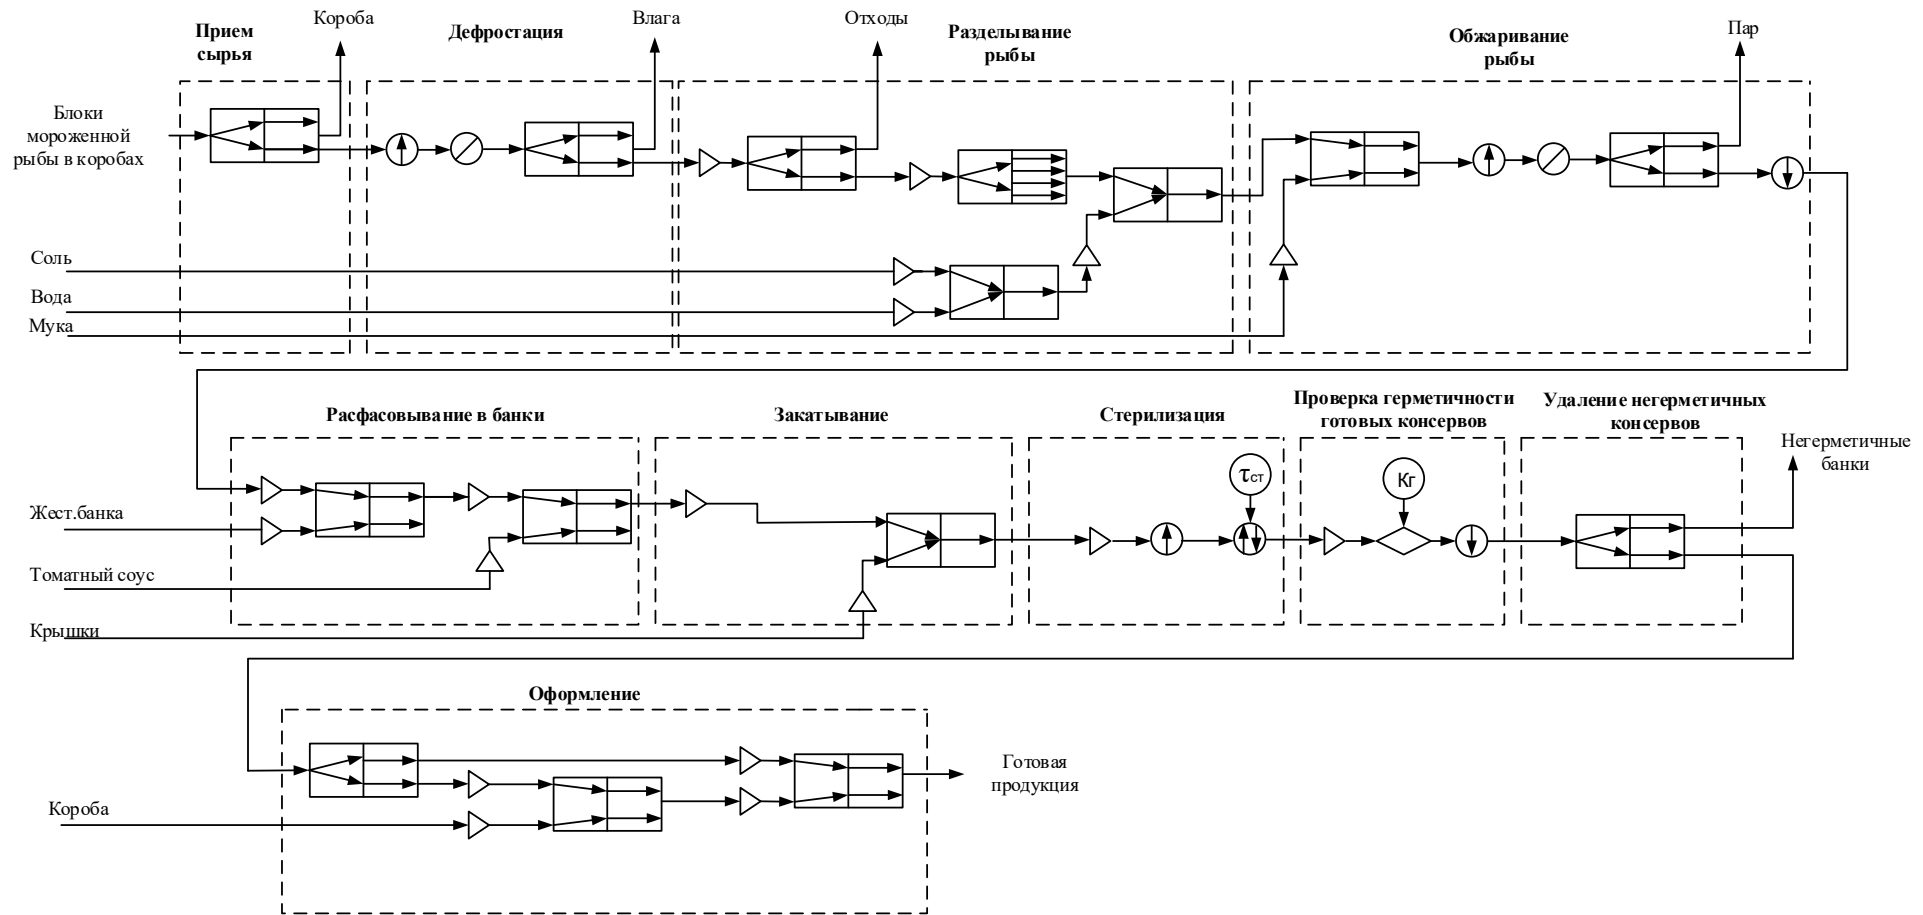 Прием
сырья
Короба
Дефростация
Влага
Отходы
Разделывание
рыбы
Обжаривание
рыбы
Пар
Блоки
мороженной
рыбы в коробах
Соль
Вода
Мука
Расфасовывание в банки
Закатывание
Стерилизация
Проверка герметичности
готовых консервов
Удаление негерметичных
консервов
Негерметичные
банки
τст
Кг
Жест.банка
Томатный соус
Крышки
Оформление
Готовая
продукция
Короба